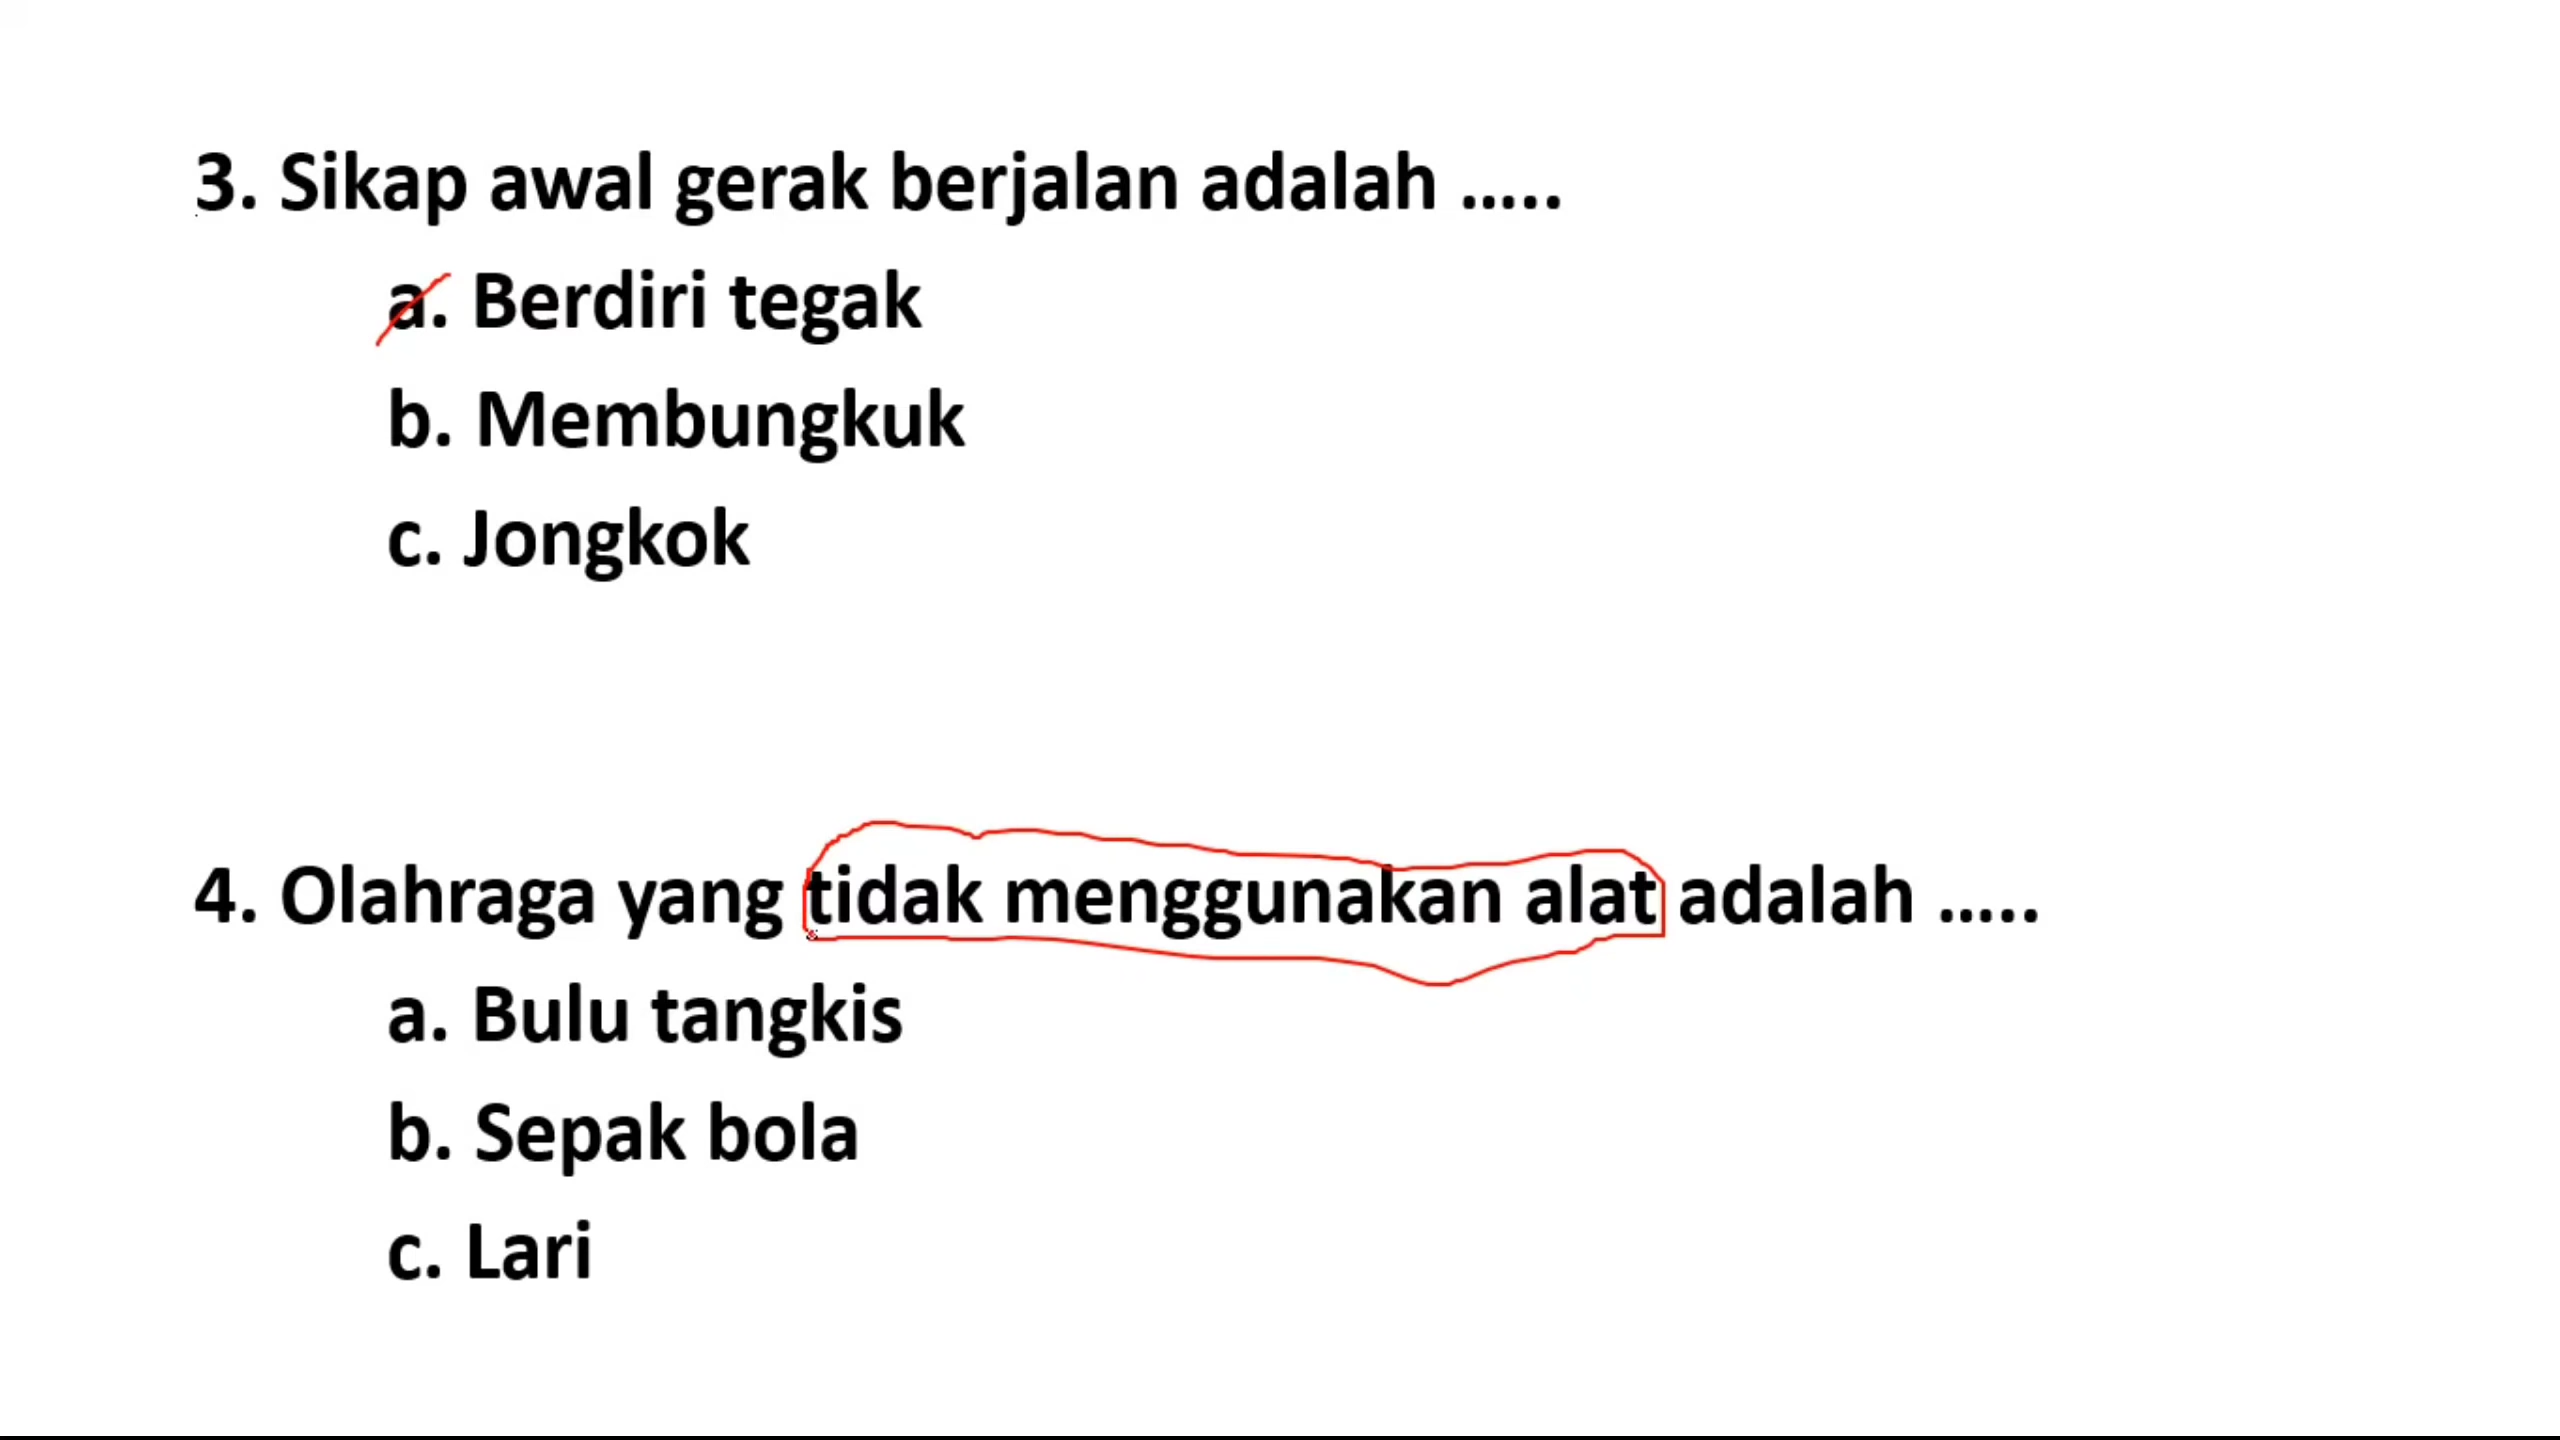 3. Sikap awal gerak berjalan adalah .....
a. Berdiri tegak
b. Membungkuk
c. Jongkok
4. Olahraga yang tidak menggunakan alat adalah .....
a. Bulu tangkis
b. Sepak bola
c. Lari